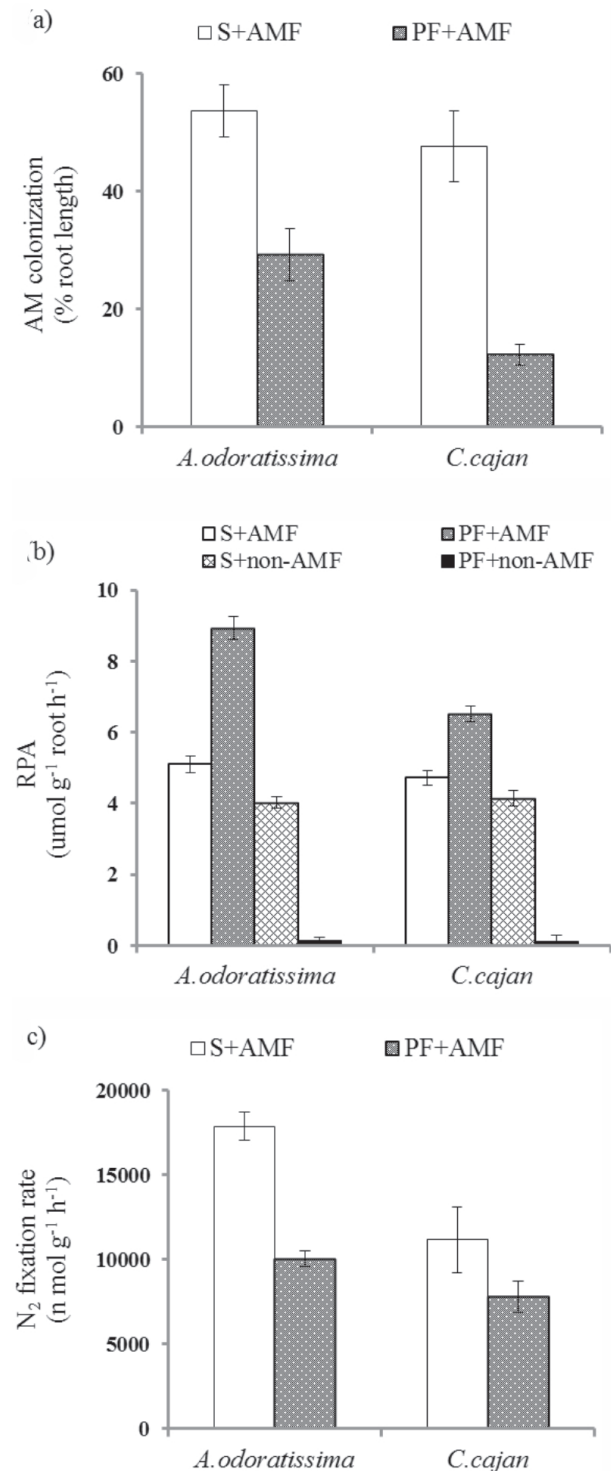 a)
S+AMF PF+AMF
60
40
20
0
AM colonization
(% root length)
A.odoratissima C.cajan
b)
S+AMF PF+AMF
S+non-AMF PF+non-AMF
10
8
6
4
2
0
RPA
(umol g⁻¹ root h⁻¹)
A.odoratissima C.cajan
c)
S+AMF PF+AMF
20000
15000
10000
5000
0
N₂ fixation rate
(n mol g⁻¹ h⁻¹)
A.odoratissima C.cajan